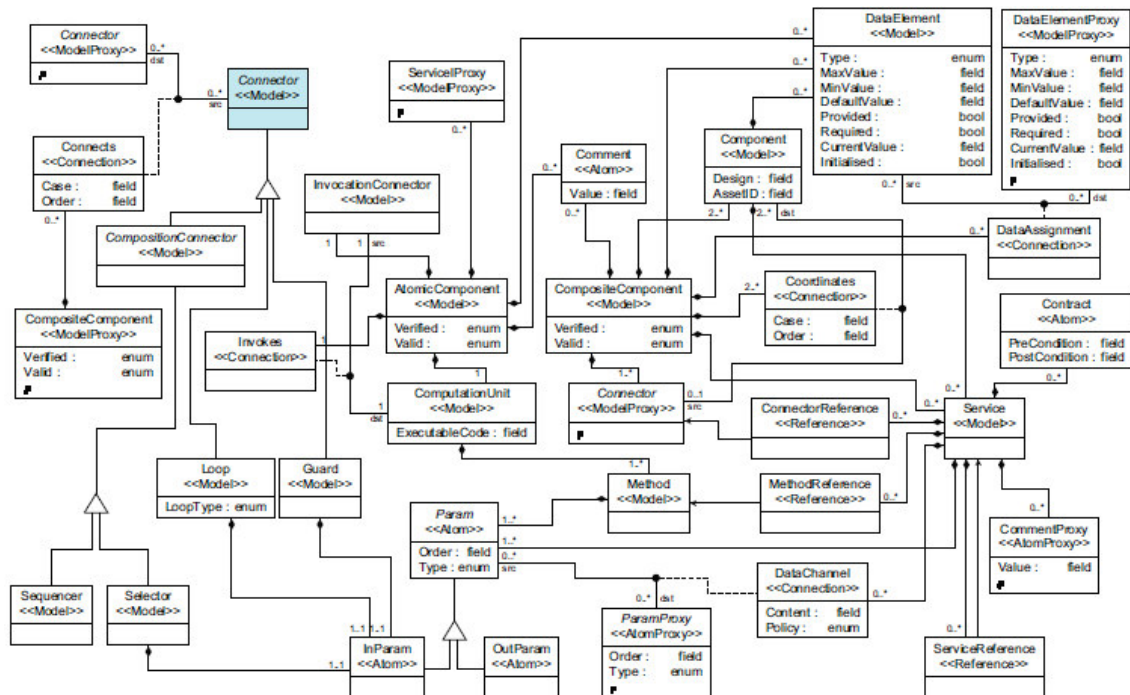 Connector
<<ModelProxy>>
0..*
dst
Connector
<<Model>>
0..*
src
Connects
<<Connection>>
Case : field
Order : field
0..*
CompositionConnector
<<Model>>
CompositeComponent
<<ModelProxy>>
Verified : enum
Valid : enum
ServiceIProxy
<<ModelProxy>>
0..*
InvocationConnector
<<Model>>
1
1
src
Comment
<<Atom>>
Value : field
0..*
0..*
AtomicComponent
<<Model>>
Verified : enum
Valid : enum
Invokes
<<Connection>>
1
1
ComputationUnit
<<Model>>
ExecutableCode : field
1
dst
DataElement
<<Model>>
Type : enum
MaxValue : field
MinValue : field
DefaultValue : field
Provided : bool
Required : bool
CurrentValue : field
Initialised : bool
0..*
0..*
0..*
0..*
src
DataElementProxy
<<ModelProxy>>
Type : enum
MaxValue : field
MinValue : field
DefaultValue : field
Provided : bool
Required : bool
CurrentValue : field
Initialised : bool
0..*
dst
Component
<<Model>>
Design : field
AssetID : field
2..*
2..*
dst
DataAssignment
<<Connection>>
0..*
CompositeComponent
<<Model>>
Verified : enum
Valid : enum
Coordinates
<<Connection>>
Case : field
Order : field
2..*
Contract
<<Atom>>
PreCondition : field
PostCondition : field
0..*
1..*
Connector
<<ModelProxy>>
0..1
src
ConnectorReference
<<Reference>>
0..*
0..*
0..*
Service
<<Model>>
Loop
<<Model>>
LoopType : enum
Guard
<<Model>>
1..*
Method
<<Model>>
MethodReference
<<Reference>>
0..*
Param
<<Atom>>
Order : field
Type : enum
1..*
1..*
0..*
src
CommentProxy
<<AtomProxy>>
Value : field
0..*
Sequencer
<<Model>>
Selector
<<Model>>
DataChannel
<<Connection>>
Content : field
Policy : enum
0..*
0..*
dst
ParamProxy
<<AtomProxy>>
Order : field
Type : enum
1..1
1..1
1..1
InParam
<<Atom>>
OutParam
<<Atom>>
0..*
ServiceReference
<<Reference>>